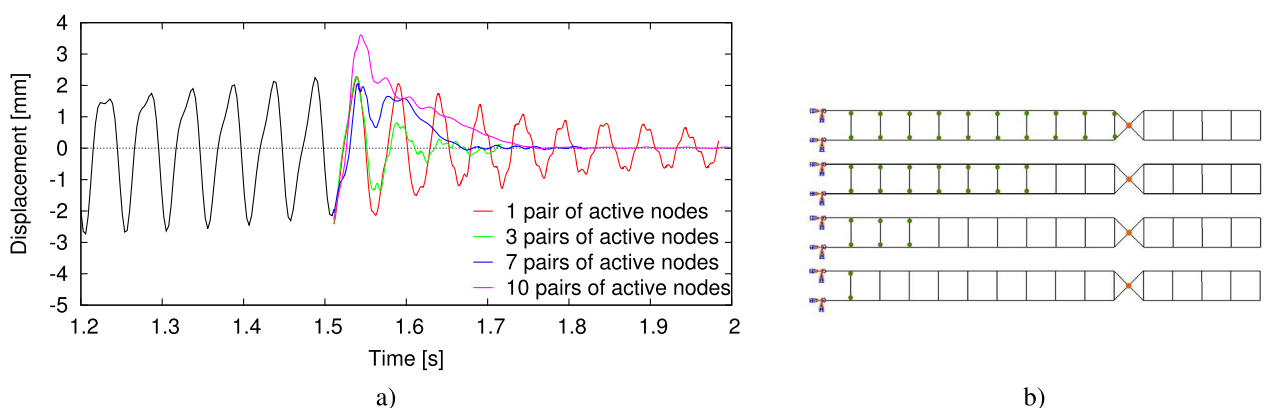 4
3
2
1
0
-1
-2
-3
-4
-5
Displacement [mm]
1 pair of active nodes
3 pairs of active nodes
7 pairs of active nodes
10 pairs of active nodes
1.2 1.3 1.4 1.5 1.6 1.7 1.8 1.9 2
Time [s]
a) b)